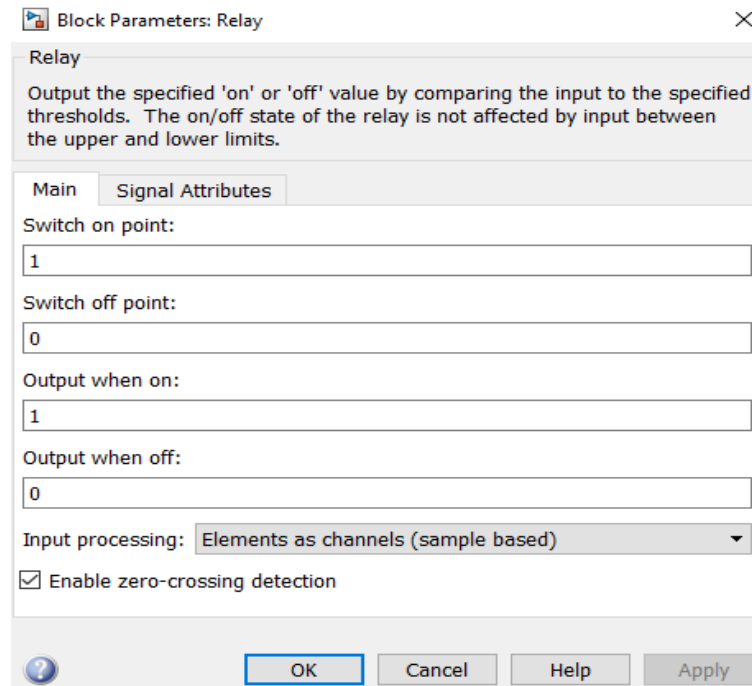 Block Parameters: Relay
Relay
Output the specified 'on' or 'off' value by comparing the input to the specified
thresholds.  The on/off state of the relay is not affected by input between
the upper and lower limits.
Main    Signal Attributes
Switch on point:
1
Switch off point:
0
Output when on:
1
Output when off:
0
Input processing: Elements as channels (sample based)
Enable zero-crossing detection
OK    Cancel    Help    Apply